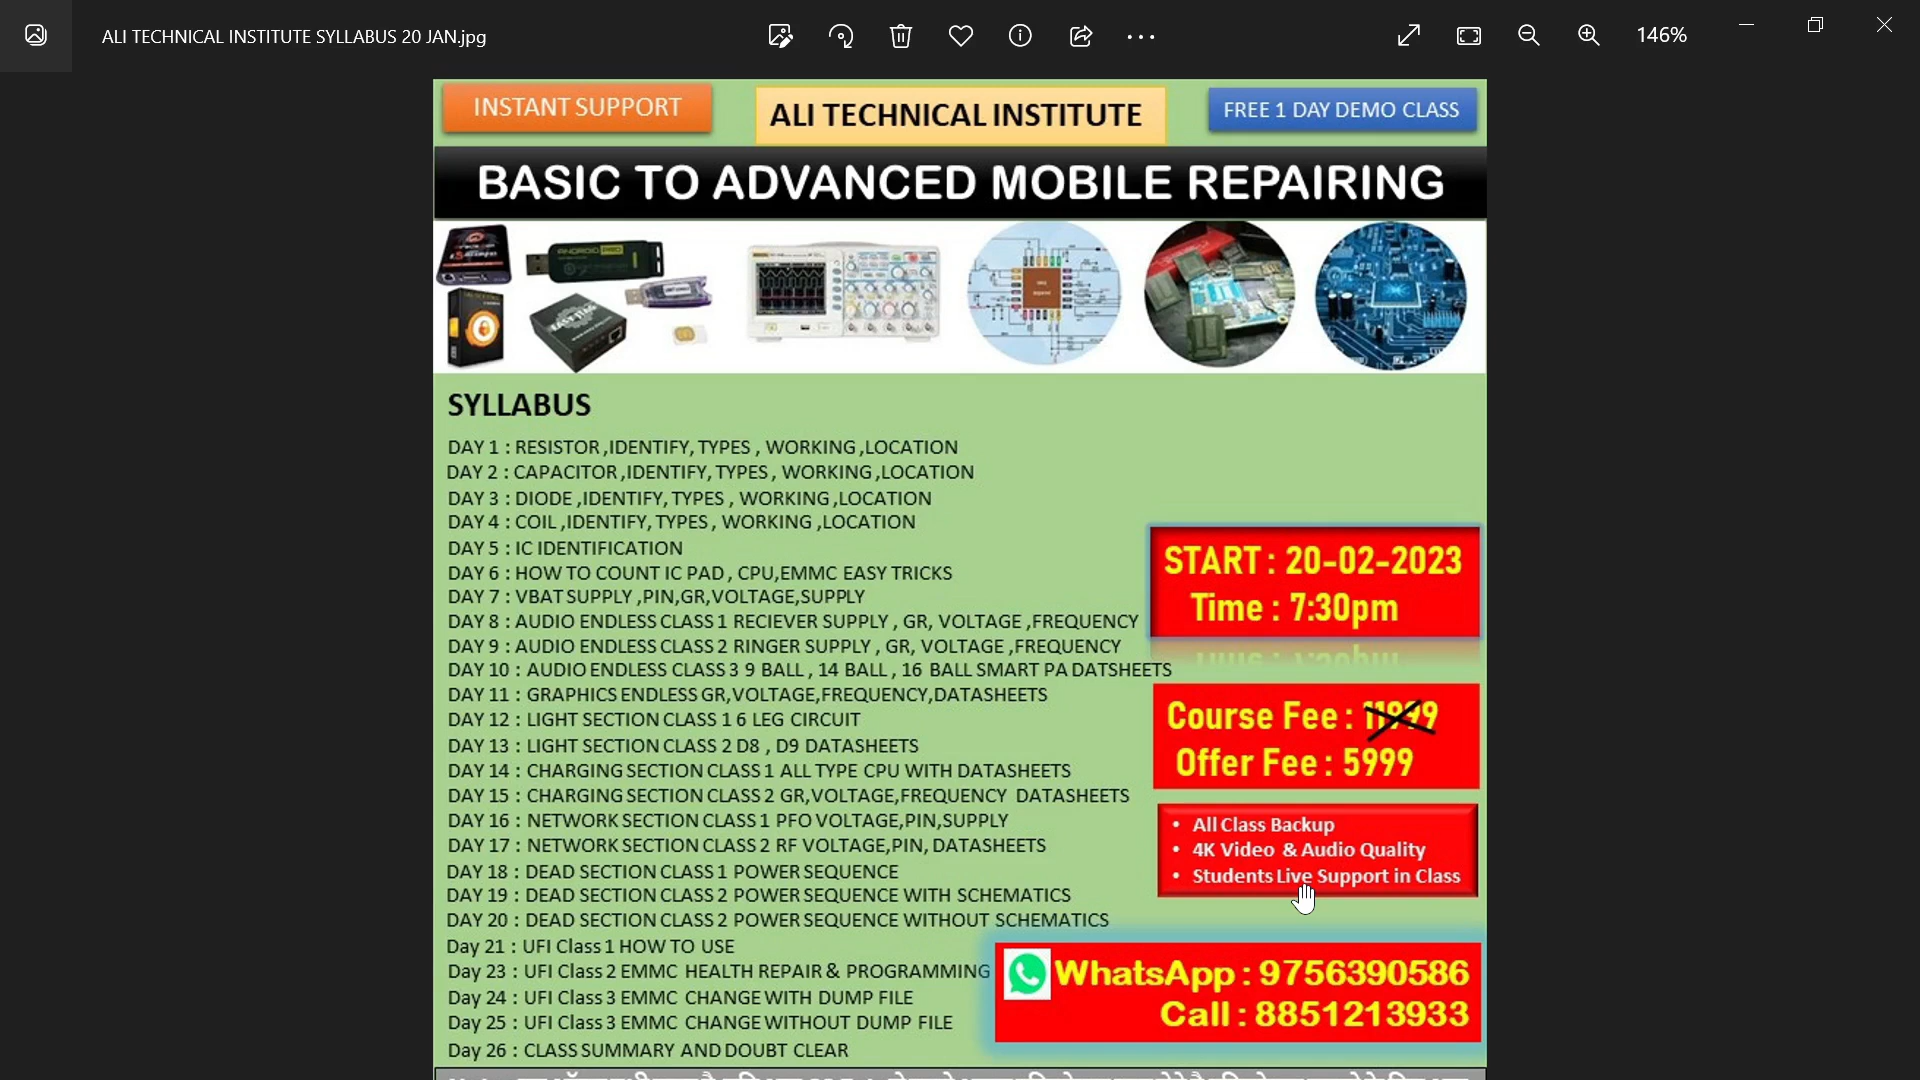 ALI TECHNICAL INSTITUTE SYLLABUS 20 JAN.jpg
146%
INSTANT SUPPORT
ALI TECHNICAL INSTITUTE
FREE 1 DAY DEMO CLASS
BASIC TO ADVANCED MOBILE REPAIRING
ANDROID PRO
SYLLABUS
DAY 1 : RESISTOR ,IDENTIFY, TYPES , WORKING ,LOCATION
DAY 2 : CAPACITOR ,IDENTIFY, TYPES , WORKING ,LOCATION
DAY 3 : DIODE ,IDENTIFY, TYPES , WORKING ,LOCATION
DAY 4 : COIL ,IDENTIFY, TYPES , WORKING ,LOCATION
DAY 5 : IC IDENTIFICATION
DAY 6 : HOW TO COUNT IC PAD , CPU,EMMC EASY TRICKS
DAY 7 : VBAT SUPPLY ,PIN,GR,VOLTAGE,SUPPLY
DAY 8 : AUDIO ENDLESS CLASS 1 RECIEVER SUPPLY , GR, VOLTAGE ,FREQUENCY
DAY 9 : AUDIO ENDLESS CLASS 2 RINGER SUPPLY , GR, VOLTAGE ,FREQUENCY
DAY 10 : AUDIO ENDLESS CLASS 3 9 BALL , 14 BALL , 16 BALL SMART PA DATSHEETS
DAY 11 : GRAPHICS ENDLESS GR,VOLTAGE,FREQUENCY,DATASHEETS
DAY 12 : LIGHT SECTION CLASS 1 6 LEG CIRCUIT
DAY 13 : LIGHT SECTION CLASS 2 D8 , D9 DATASHEETS
DAY 14 : CHARGING SECTION CLASS 1 ALL TYPE CPU WITH DATASHEETS
DAY 15 : CHARGING SECTION CLASS 2 GR,VOLTAGE,FREQUENCY DATASHEETS
DAY 16 : NETWORK SECTION CLASS 1 PFO VOLTAGE,PIN,SUPPLY
DAY 17 : NETWORK SECTION CLASS 2 RF VOLTAGE,PIN, DATASHEETS
DAY 18 : DEAD SECTION CLASS 1 POWER SEQUENCE
DAY 19 : DEAD SECTION CLASS 2 POWER SEQUENCE WITH SCHEMATICS
DAY 20 : DEAD SECTION CLASS 2 POWER SEQUENCE WITHOUT SCHEMATICS
Day 21 : UFI Class 1 HOW TO USE
Day 23 : UFI Class 2 EMMC HEALTH REPAIR & PROGRAMMING
Day 24 : UFI Class 3 EMMC CHANGE WITH DUMP FILE
Day 25 : UFI Class 3 EMMC CHANGE WITHOUT DUMP FILE
Day 26 : CLASS SUMMARY AND DOUBT CLEAR
START : 20-02-2023
Time : 7:30pm
Course Fee : 11999
Offer Fee : 5999
• All Class Backup
• 4K Video & Audio Quality
• Students Live Support in Class
WhatsApp : 9756390586
Call : 8851213933